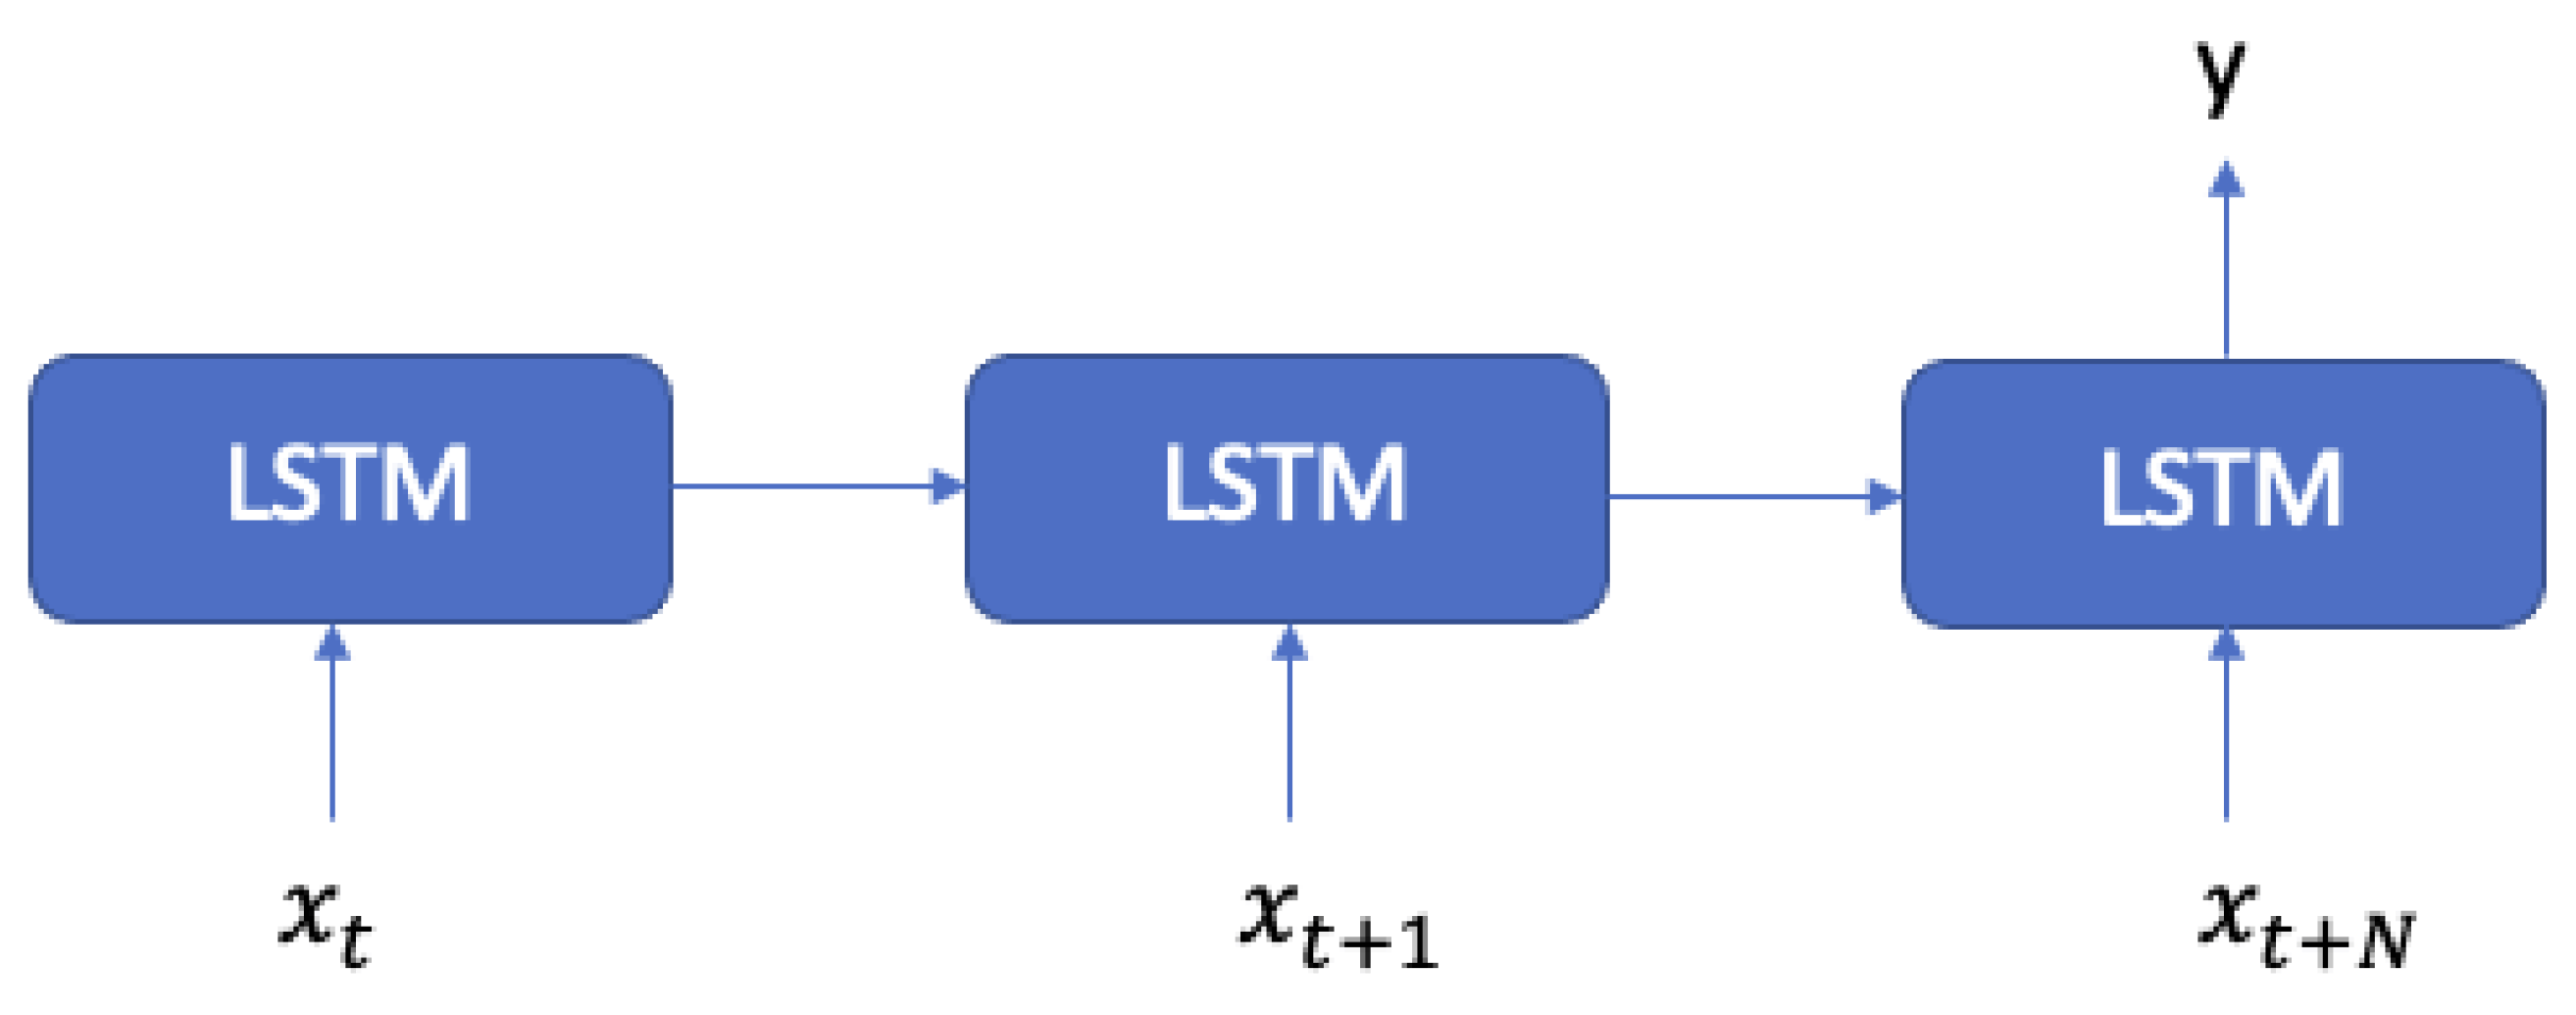 y
LSTM LSTM LSTM
x_t x_{t+1} x_{t+N}